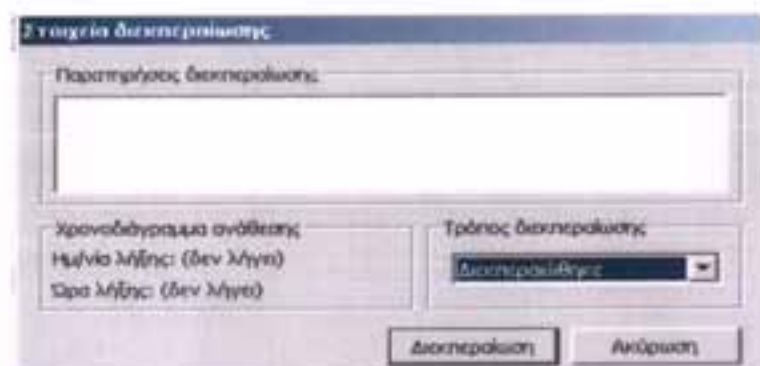 Στοιχεία διεκπεραίωσης
Παρατηρήσεις διεκπεραίωσης
Χρονοδιάγραμμα ανάθεσης
Ημ/νία λήξης: (δεν λήγει)
Ώρα λήξης: (δεν λήγει)
Τρόπος διεκπεραίωσης
Διεκπεραιώθηκε
Διεκπεραίωση
Ακύρωση